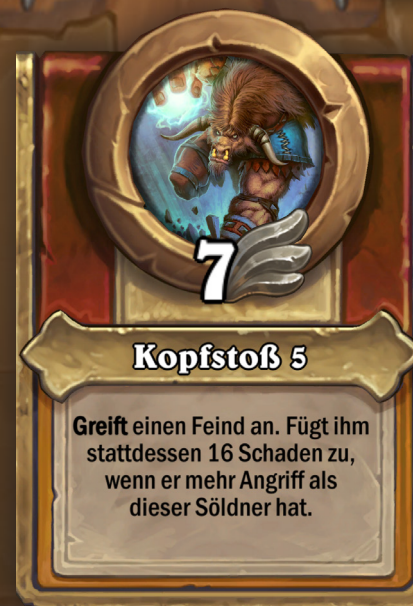 7
Kopfstoß 5
Greift einen Feind an. Fügt ihm
stattdessen 16 Schaden zu,
wenn er mehr Angriff als
dieser Söldner hat.